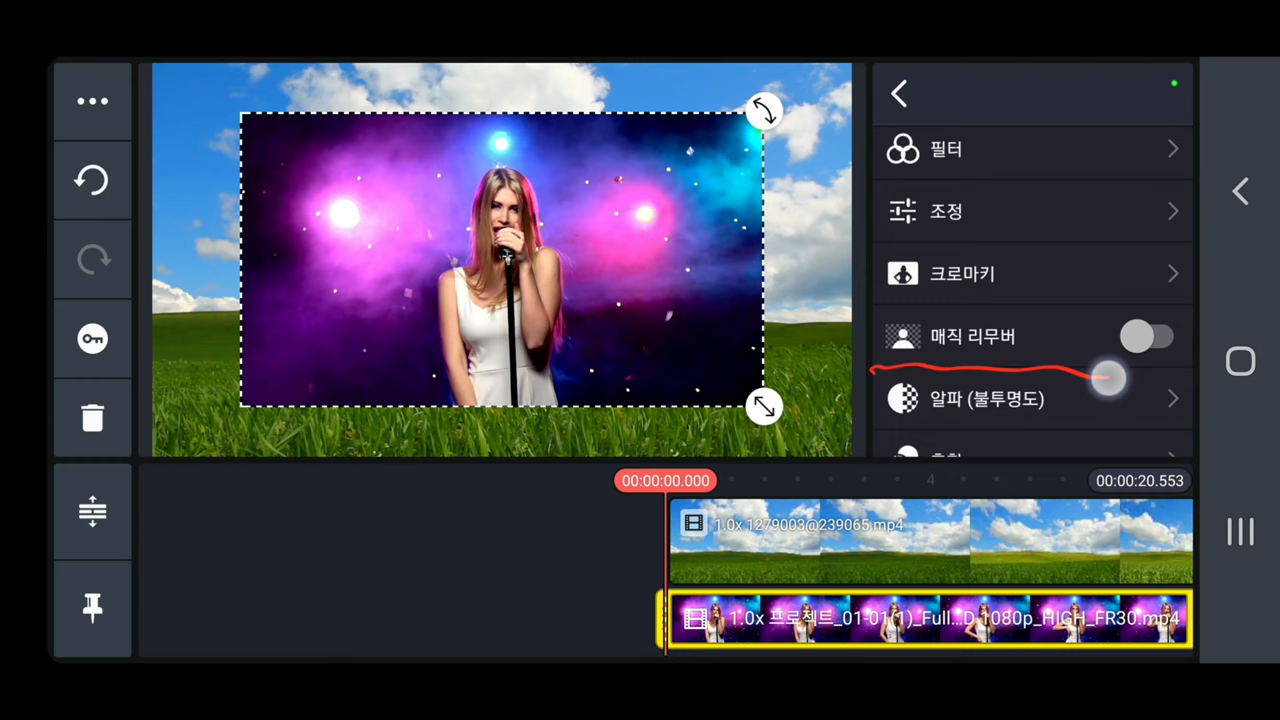 필터
조정
크로마키
매직 리무버
알파 (불투명도)
00:00:00.000
4
00:00:20.553
1.0x 1279003@239065.mp4
1.0x 프로젝트_01-01(1)_Full...D_1080p_HIGH_FR30.mp4